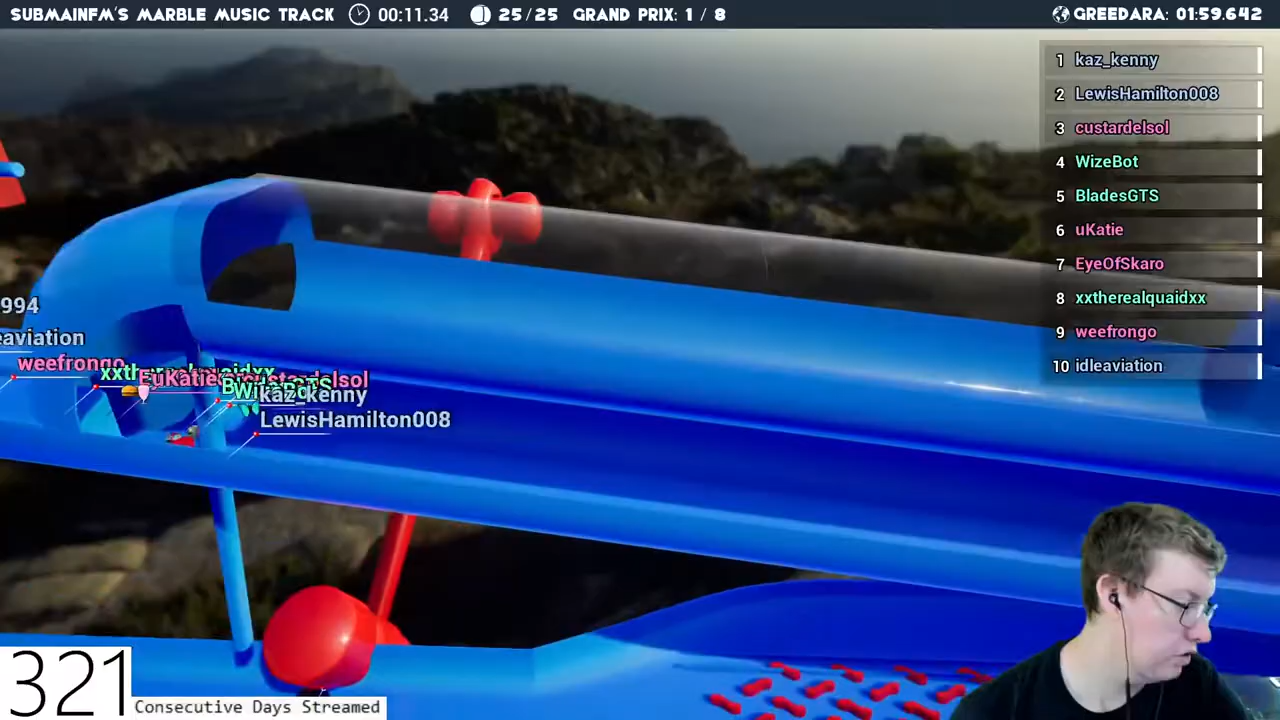 SUBMAINFM'S MARBLE MUSIC TRACK 00:11.34 25/25 GRAND PRIX: 1 / 8 GREEDARA: 01:59.642
1 kaz_kenny
2 LewisHamilton008
3 custardelsol
4 WizeBot
5 BladesGTS
6 uKatie
7 EyeOfSkaro
8 xxtherealquaidxx
9 weefrongo
10 idleaviation
994
eaviation
weefrongo
kaz_kenny
LewisHamilton008
321 Consecutive Days Streamed